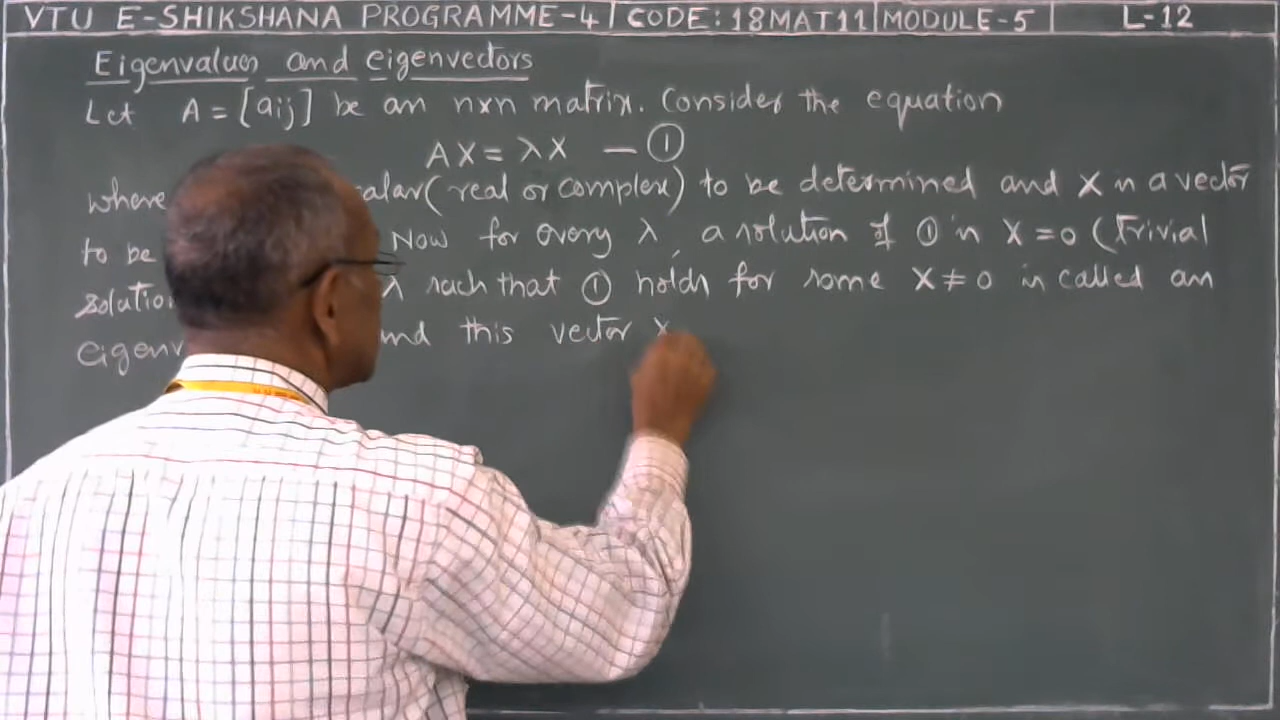 VTU E-SHIKSHANA PROGRAMME-4 | CODE: 18MAT11 | MODULE-5 | L-12
Eigenvalues and eigenvectors
Let A = [aij] be an n×n matrix. Consider the equation
AX = λX — ①
where calar (real or complex) to be determined and X is a vector
to be Now for every λ, a solution of ① is X = 0 (Trivial
solution λ such that ① holds for some X ≠ 0 is called an
eigenv and this vector X